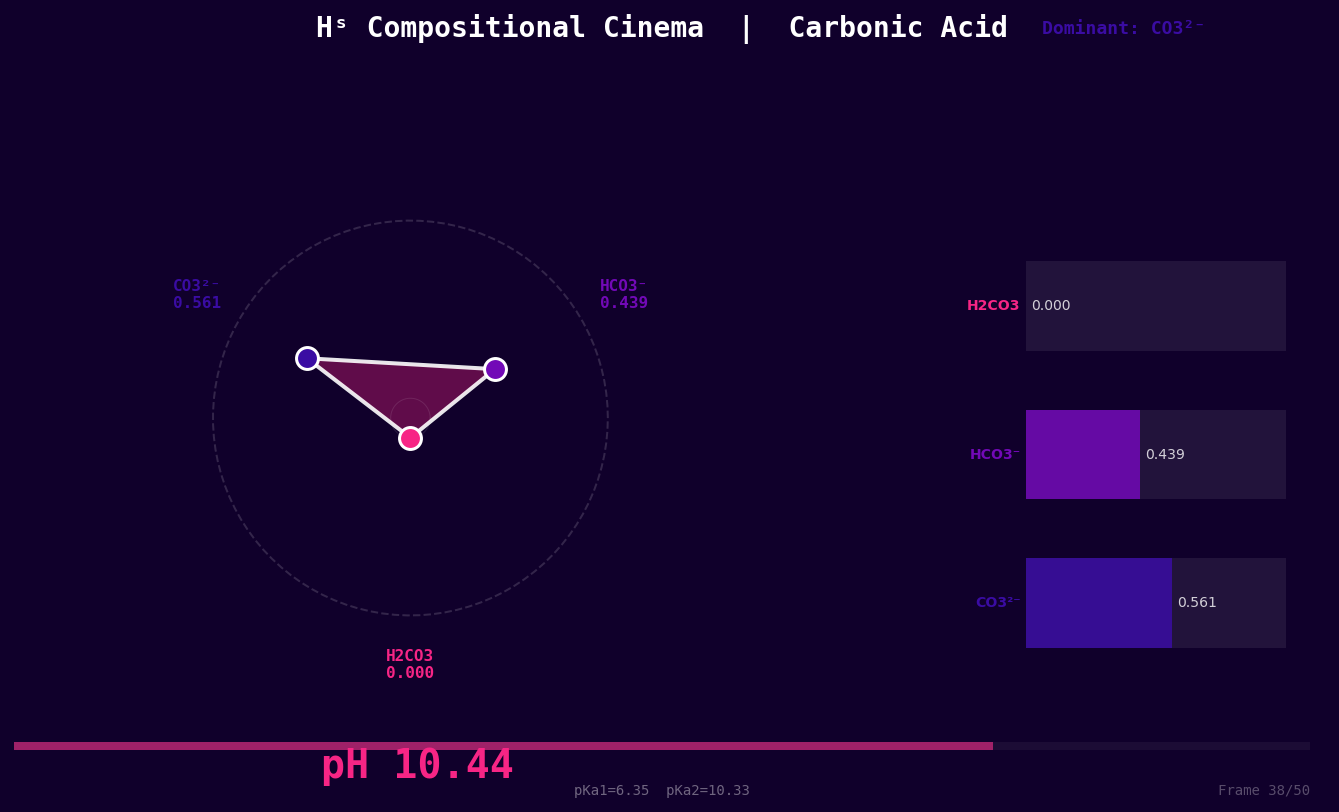 Hˢ Compositional Cinema | Carbonic Acid
Dominant: CO3²⁻
CO3²⁻
0.561
HCO3⁻
0.439
H2CO3
0.000
H2CO3 0.000
HCO3⁻ 0.439
CO3²⁻ 0.561
pH 10.44
pKa1=6.35 pKa2=10.33
Frame 38/50